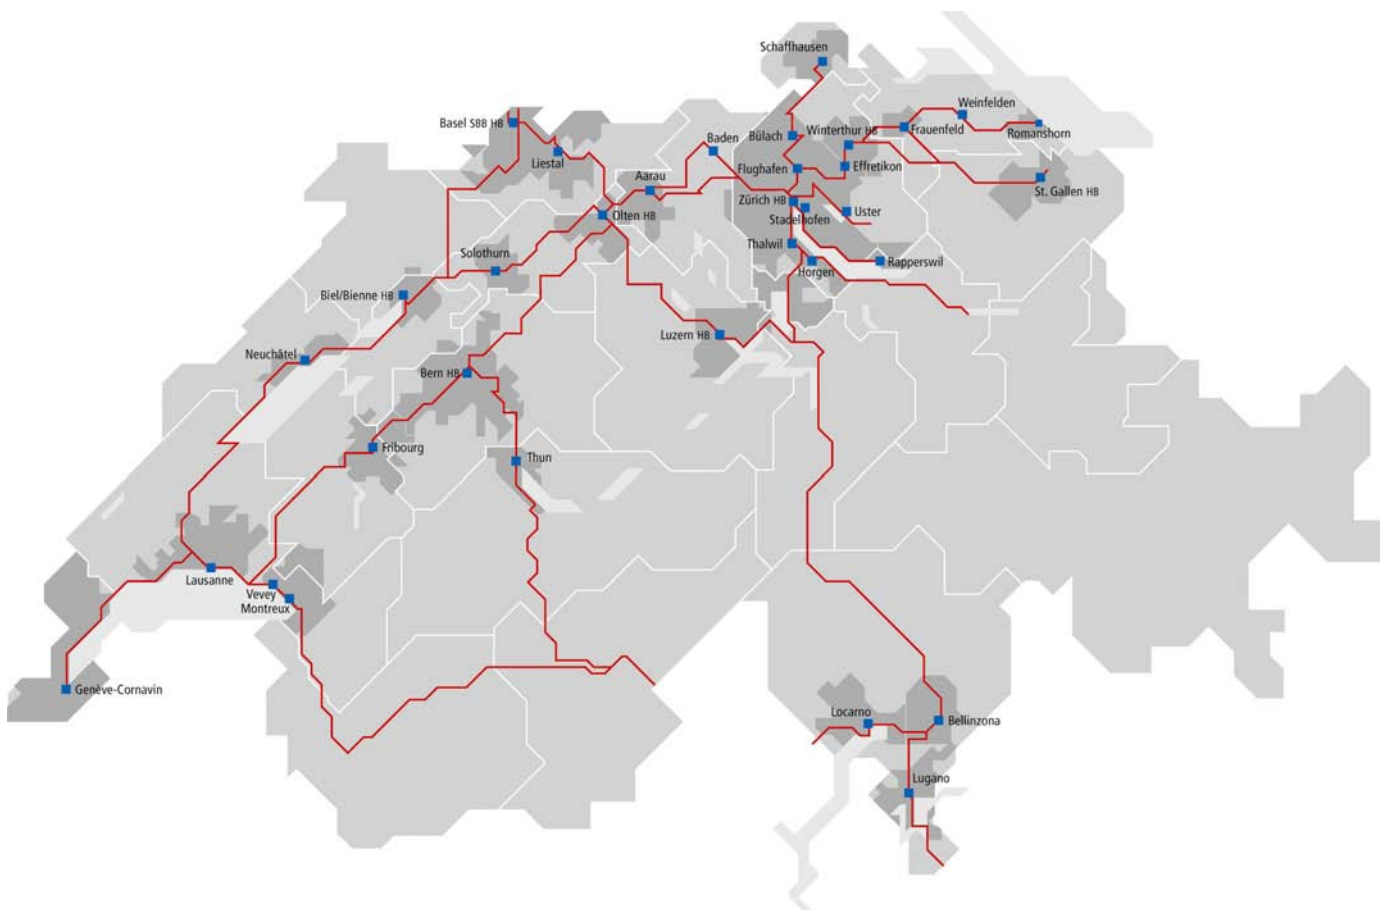 Schaffhausen
Weinfelden
Basel SBB HB
Baden
Bülach
Winterthur HB
Frauenfeld
Romanshorn
Liestal
Flughafen
Effretikon
Aarau
St. Gallen HB
Zürich HB
Olten HB
Stadelhofen
Uster
Thalwil
Solothurn
Rapperswil
Horgen
Biel/Bienne HB
Luzern HB
Neuchâtel
Bern HB
Fribourg
Thun
Lausanne
Vevey
Montreux
Genève-Cornavin
Locarno
Bellinzona
Lugano